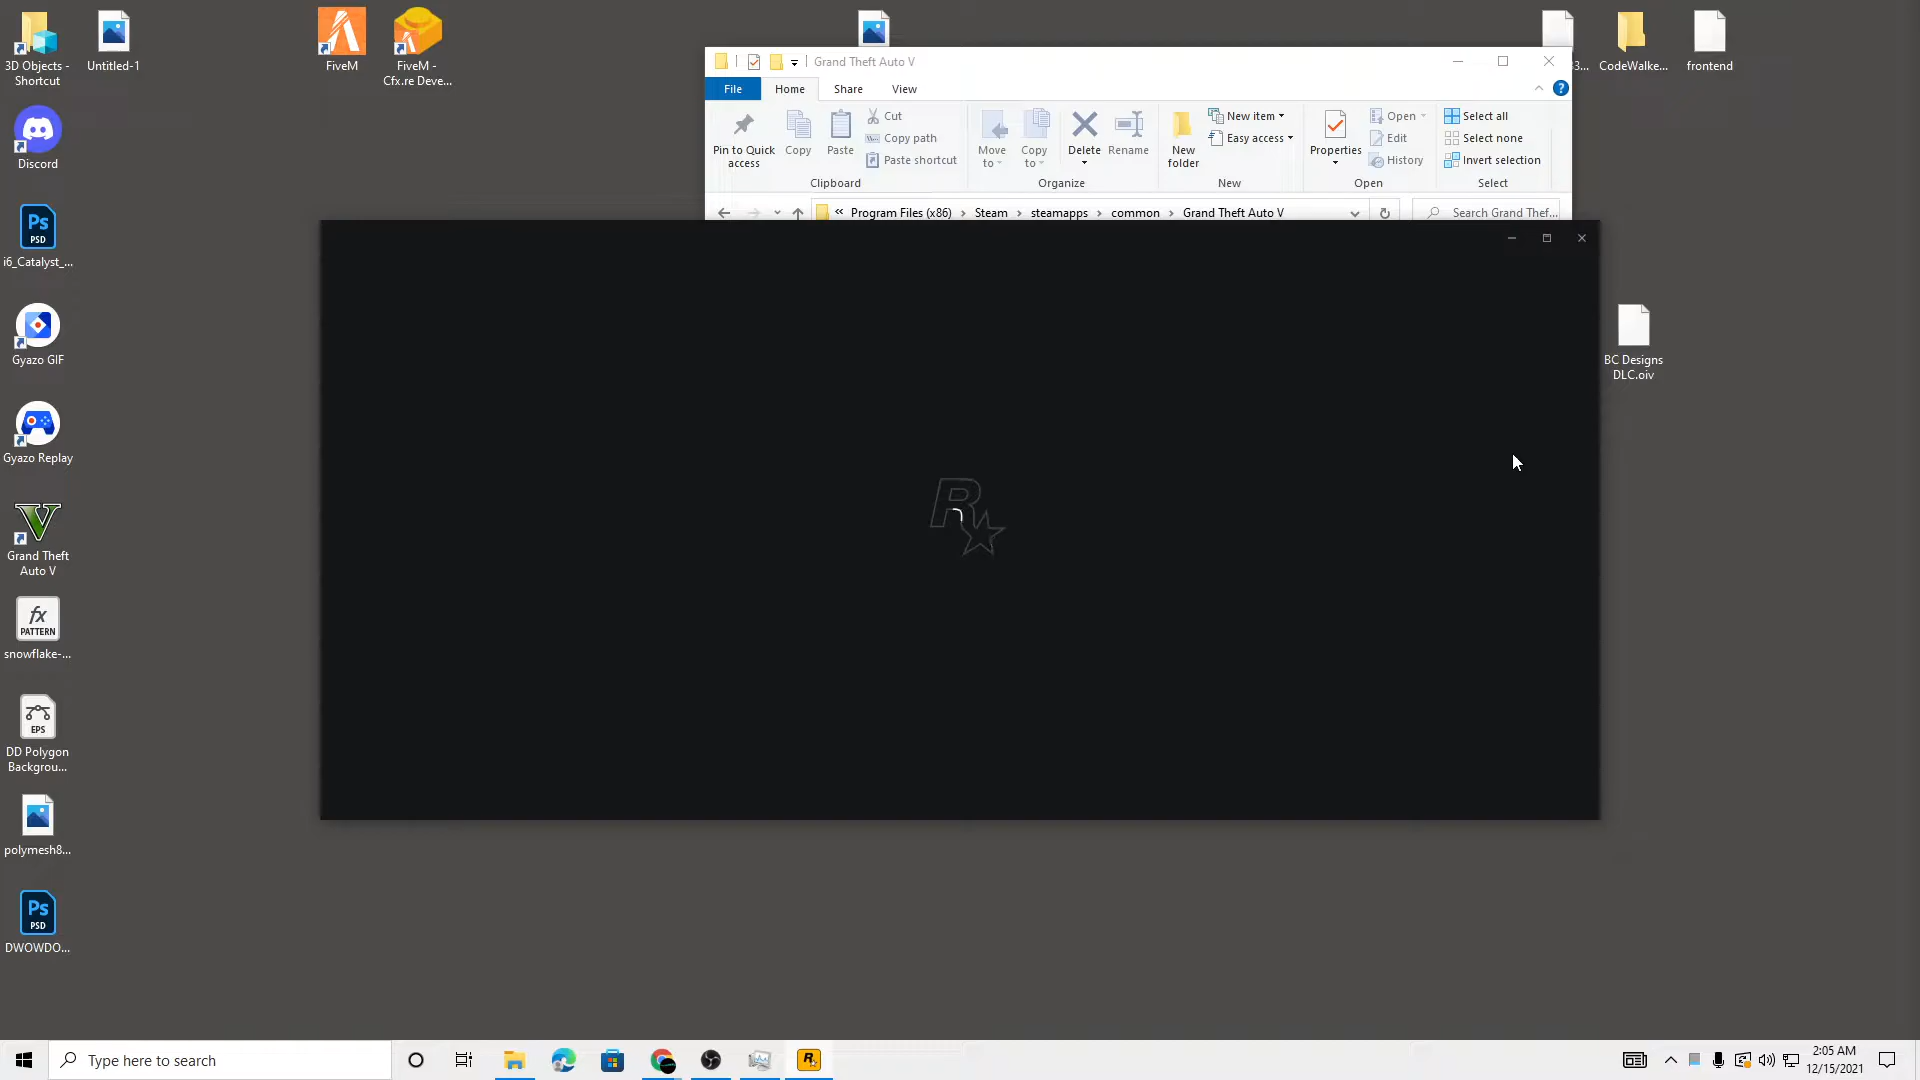 3D Objects -
Shortcut
Untitled-1
FiveM
FiveM -
Cfx.re Deve...
Discord
Ps
PSD
i6_Catalyst_...
Gyazo GIF
Gyazo Replay
Grand Theft
Auto V
fx
PATTERN
snowflake-...
EPS
DD Polygon
Backgrou...
polymesh8...
Ps
PSD
DWOWDO...
Grand Theft Auto V
File
Home
Share
View
Pin to Quick
access
Copy
Paste
Cut
Copy path
Paste shortcut
Clipboard
Move
to
Copy
to
Delete
Rename
Organize
New
folder
New item
Easy access
New
Properties
Open
Edit
History
Open
Select all
Select none
Invert selection
Select
« Program Files (x86) > Steam > steamapps > common > Grand Theft Auto V
Search Grand Thef...
R
33...
CodeWalke...
frontend
BC Designs
DLC.oiv
Type here to search
R
2:05 AM
12/15/2021